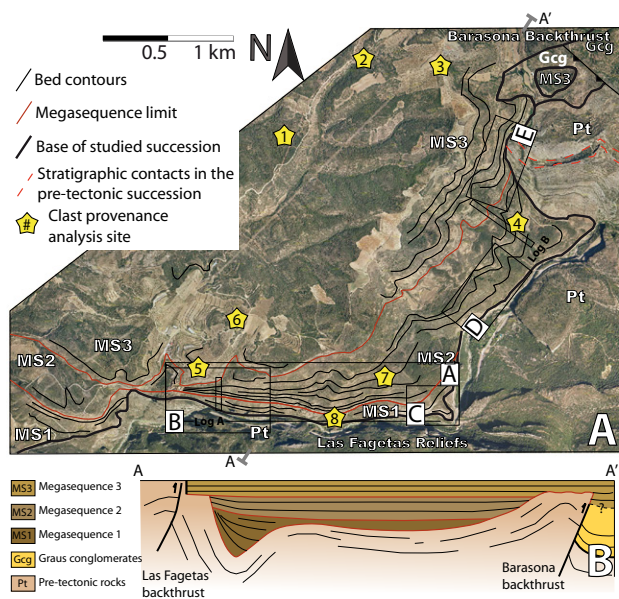 0.5 1 km
N
Bed contours
Megasequence limit
Base of studied succession
Stratigraphic contacts in the
pre-tectonic succession
# Clast provenance
analysis site
A'
Barasona Backthrust
Gcg
Gcg
MS3
2
3
1
MS3
Pt
E
4
Log B
Pt
D
6
MS3
MS2
5
7
MS2
A
MS1
B
Log A
Pt
8
MS1
C
A
Las Fagetas Reliefs
A
MS3 Megasequence 3
MS2 Megasequence 2
MS1 Megasequence 1
Gcg Graus conglomerates
Pt Pre-tectonic rocks
A
A'
?
Las Fagetas
backthrust
Barasona
backthrust
B